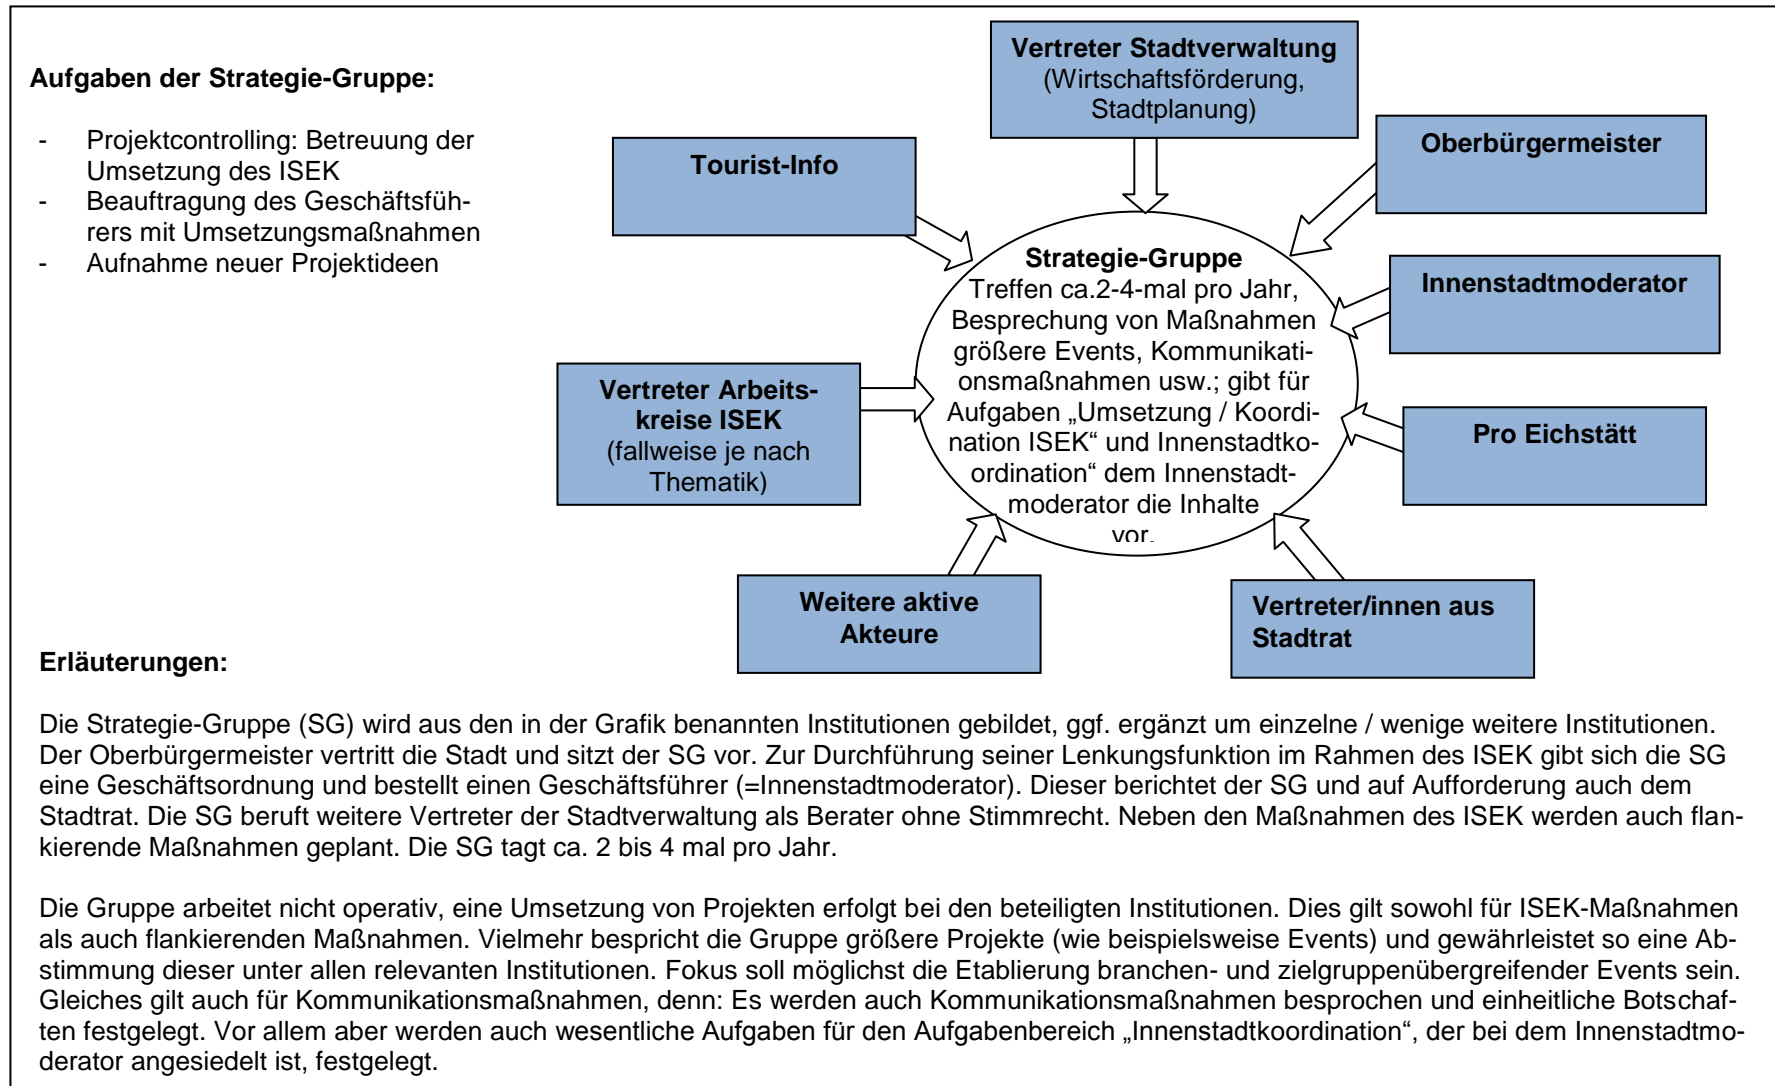 Aufgaben der Strategie-Gruppe:
- Projektcontrolling: Betreuung der
Umsetzung des ISEK
- Beauftragung des Geschäftsfüh-
rers mit Umsetzungsmaßnahmen
- Aufnahme neuer Projektideen
Vertreter Stadtverwaltung
(Wirtschaftsförderung,
Stadtplanung)
Tourist-Info
Oberbürgermeister
Innenstadtmoderator
Strategie-Gruppe
Treffen ca.2-4-mal pro Jahr,
Besprechung von Maßnahmen
größere Events, Kommunikati-
onsmaßnahmen usw.; gibt für
Aufgaben „Umsetzung / Koordi-
nation ISEK“ und Innenstadtko-
ordination“ dem Innenstadt-
moderator die Inhalte
vor.
Vertreter Arbeits-
kreise ISEK
(fallweise je nach
Thematik)
Pro Eichstätt
Weitere aktive
Akteure
Vertreter/innen aus
Stadtrat
Erläuterungen:
Die Strategie-Gruppe (SG) wird aus den in der Grafik benannten Institutionen gebildet, ggf. ergänzt um einzelne / wenige weitere Institutionen.
Der Oberbürgermeister vertritt die Stadt und sitzt der SG vor. Zur Durchführung seiner Lenkungsfunktion im Rahmen des ISEK gibt sich die SG
eine Geschäftsordnung und bestellt einen Geschäftsführer (=Innenstadtmoderator). Dieser berichtet der SG und auf Aufforderung auch dem
Stadtrat. Die SG beruft weitere Vertreter der Stadtverwaltung als Berater ohne Stimmrecht. Neben den Maßnahmen des ISEK werden auch flan-
kierende Maßnahmen geplant. Die SG tagt ca. 2 bis 4 mal pro Jahr.
Die Gruppe arbeitet nicht operativ, eine Umsetzung von Projekten erfolgt bei den beteiligten Institutionen. Dies gilt sowohl für ISEK-Maßnahmen
als auch flankierenden Maßnahmen. Vielmehr bespricht die Gruppe größere Projekte (wie beispielsweise Events) und gewährleistet so eine Ab-
stimmung dieser unter allen relevanten Institutionen. Fokus soll möglichst die Etablierung branchen- und zielgruppenübergreifender Events sein.
Gleiches gilt auch für Kommunikationsmaßnahmen, denn: Es werden auch Kommunikationsmaßnahmen besprochen und einheitliche Botschaf-
ten festgelegt. Vor allem aber werden auch wesentliche Aufgaben für den Aufgabenbereich „Innenstadtkoordination“, der bei dem Innenstadtmo-
derator angesiedelt ist, festgelegt.